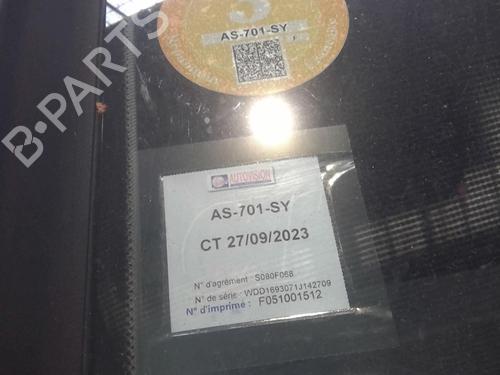 3
AS-701-SY
B-PARTS
AUTOVISION
AS-701-SY
CT 27/09/2023
N° d'agrément : S080F068
N° de série : WDD1693071J142709
N° d'imprimé : F051001512